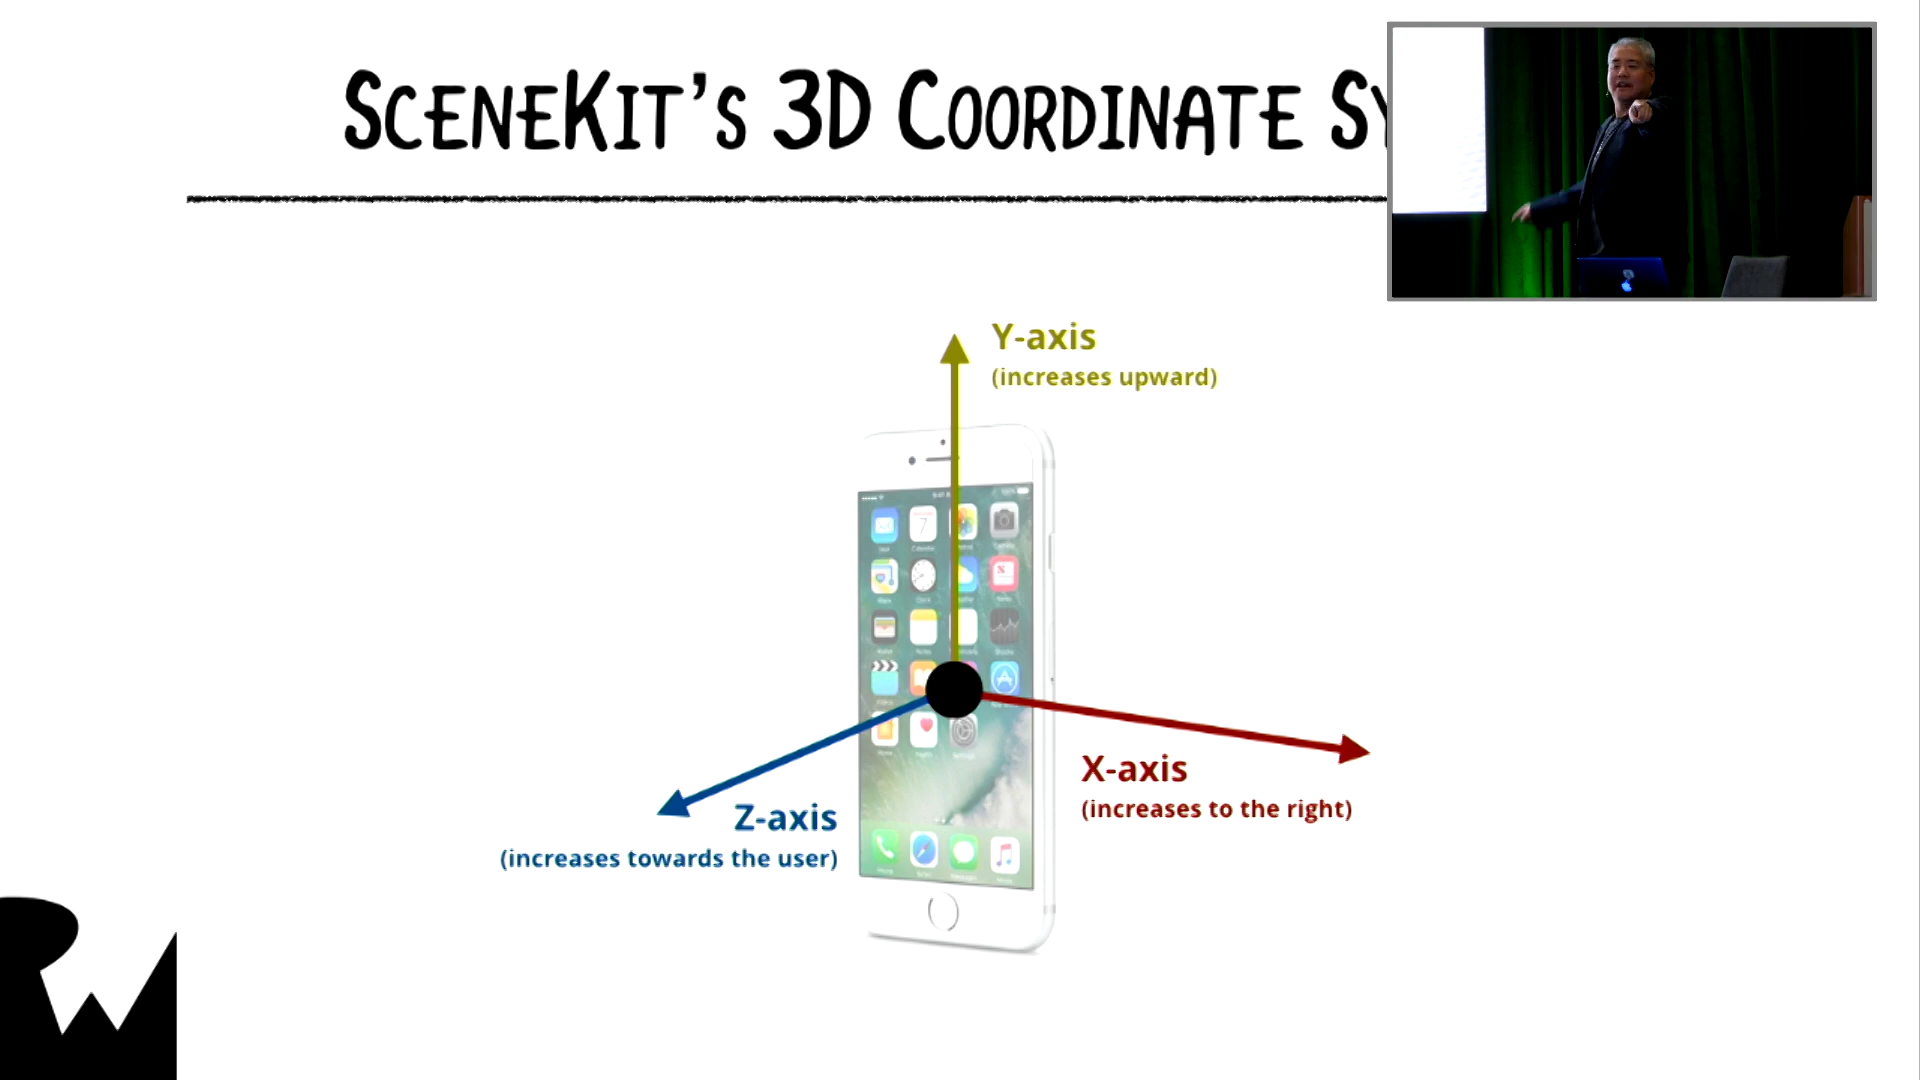 SCENEKIT'S 3D COORDINATE SY
Y-axis
(increases upward)
X-axis
(increases to the right)
Z-axis
(increases towards the user)